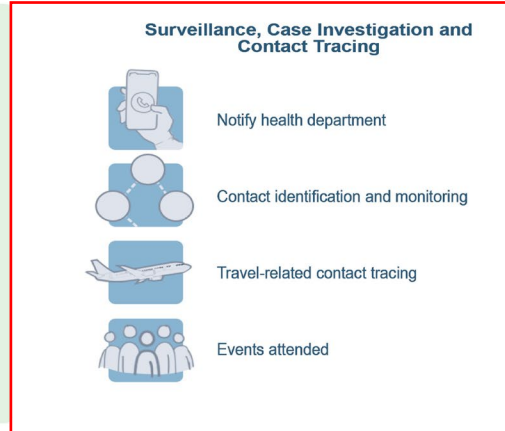 Surveillance, Case Investigation and
Contact Tracing
Notify health department
Contact identification and monitoring
Travel-related contact tracing
Events attended